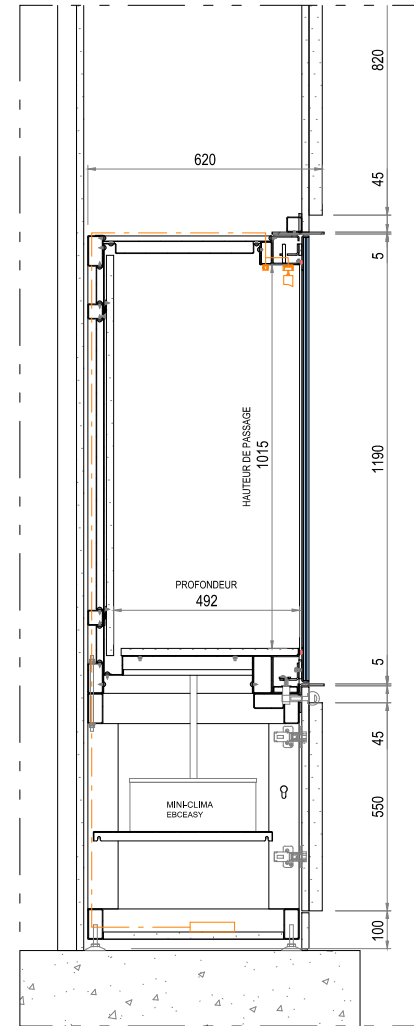 820
620
45
5
HAUTEUR DE PASSAGE
1015
1190
PROFONDEUR
492
5
45
MINI-CLIMA
EBCEASY
550
100